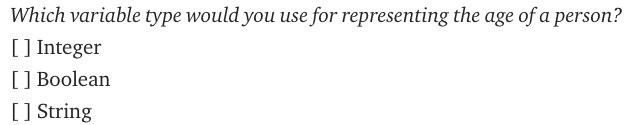 Which variable type would you use for representing the age of a person?
[ ] Integer
[ ] Boolean
[ ] String